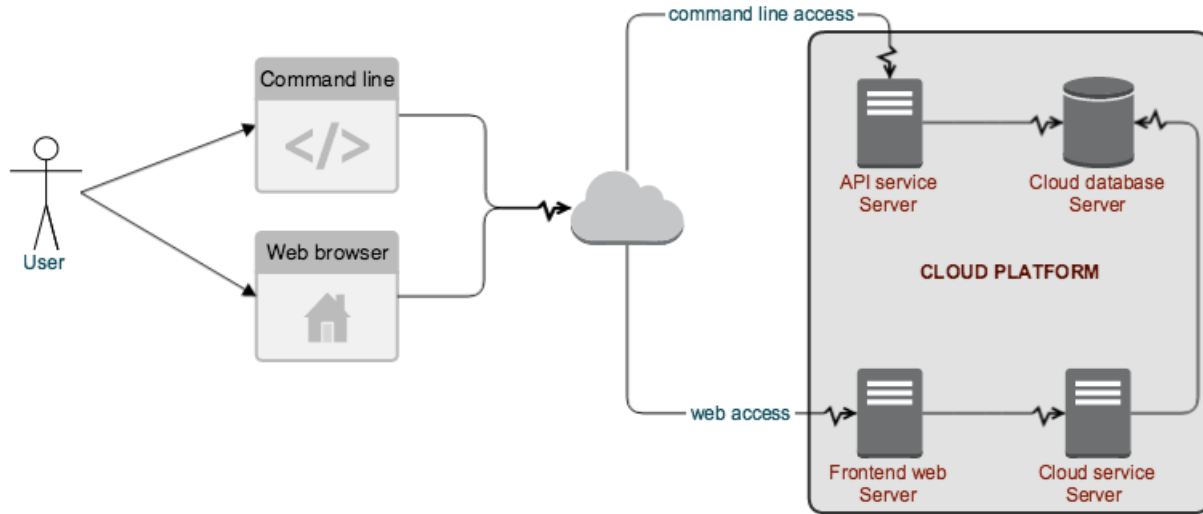 command line access
Command line
</>
API service
Server
Cloud database
Server
User
Web browser
CLOUD PLATFORM
web access
Frontend web
Server
Cloud service
Server